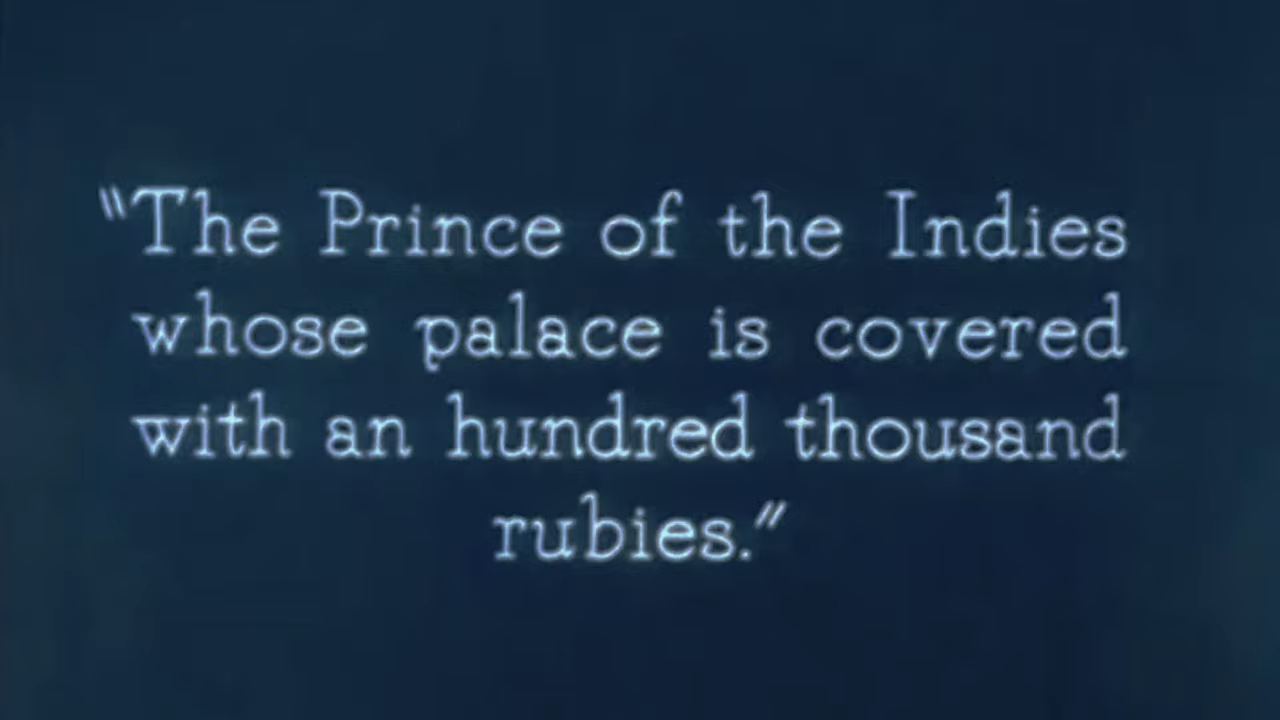 "The Prince of the Indies
whose palace is covered
with an hundred thousand
rubies."